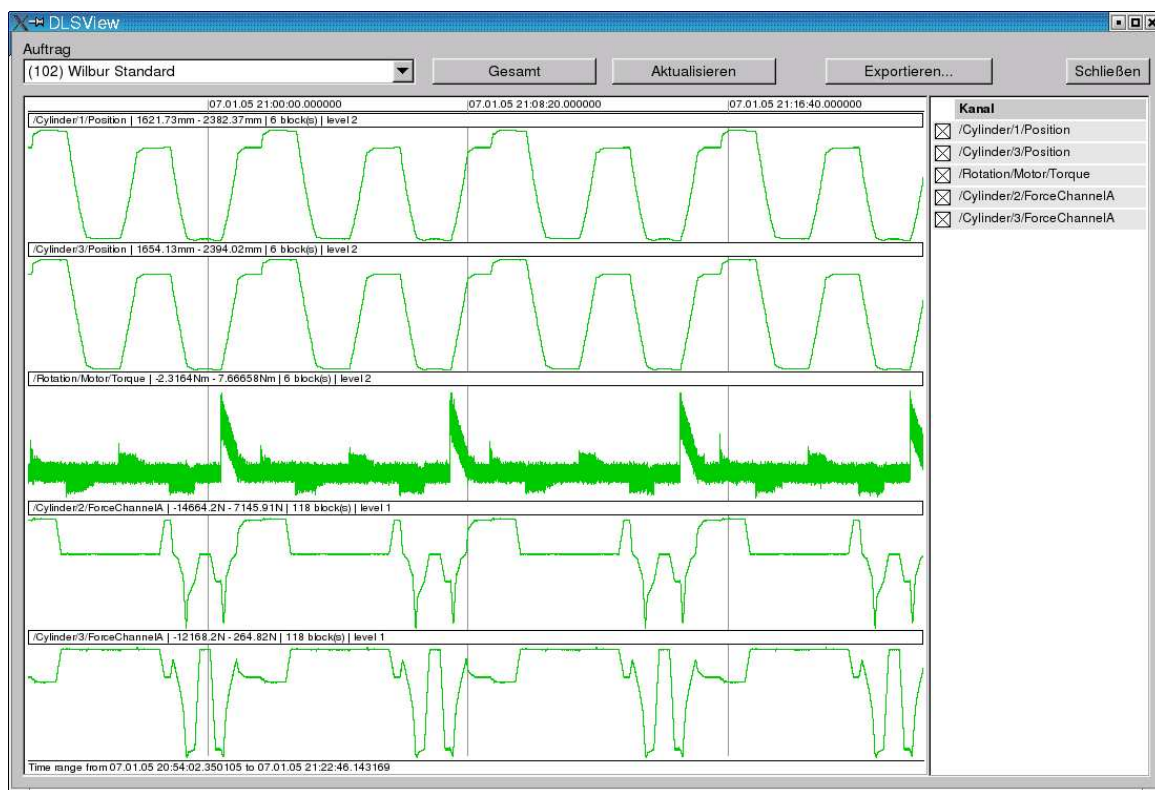 DLSView
Auftrag
(102) Wilbur Standard
Gesamt
Aktualisieren
Exportieren...
Schließen
07.01.05 21:00:00.000000
07.01.05 21:08:20.000000
07.01.05 21:16:40.000000
/Cylinder/1/Position | 1621.73mm - 2382.37mm | 6 block(s) | level 2
/Cylinder/3/Position | 1654.13mm - 2394.02mm | 6 block(s) | level 2
/Rotation/Motor/Torque | -2.3164Nm - 7.66658Nm | 6 block(s) | level 2
/Cylinder/2/ForceChannelA | -14664.2N - 7145.91N | 118 block(s) | level 1
/Cylinder/3/ForceChannelA | -12168.2N - 264.82N | 118 block(s) | level 1
Time range from 07.01.05 20:54:02.350105 to 07.01.05 21:22:46.143169
Kanal
/Cylinder/1/Position
/Cylinder/3/Position
/Rotation/Motor/Torque
/Cylinder/2/ForceChannelA
/Cylinder/3/ForceChannelA